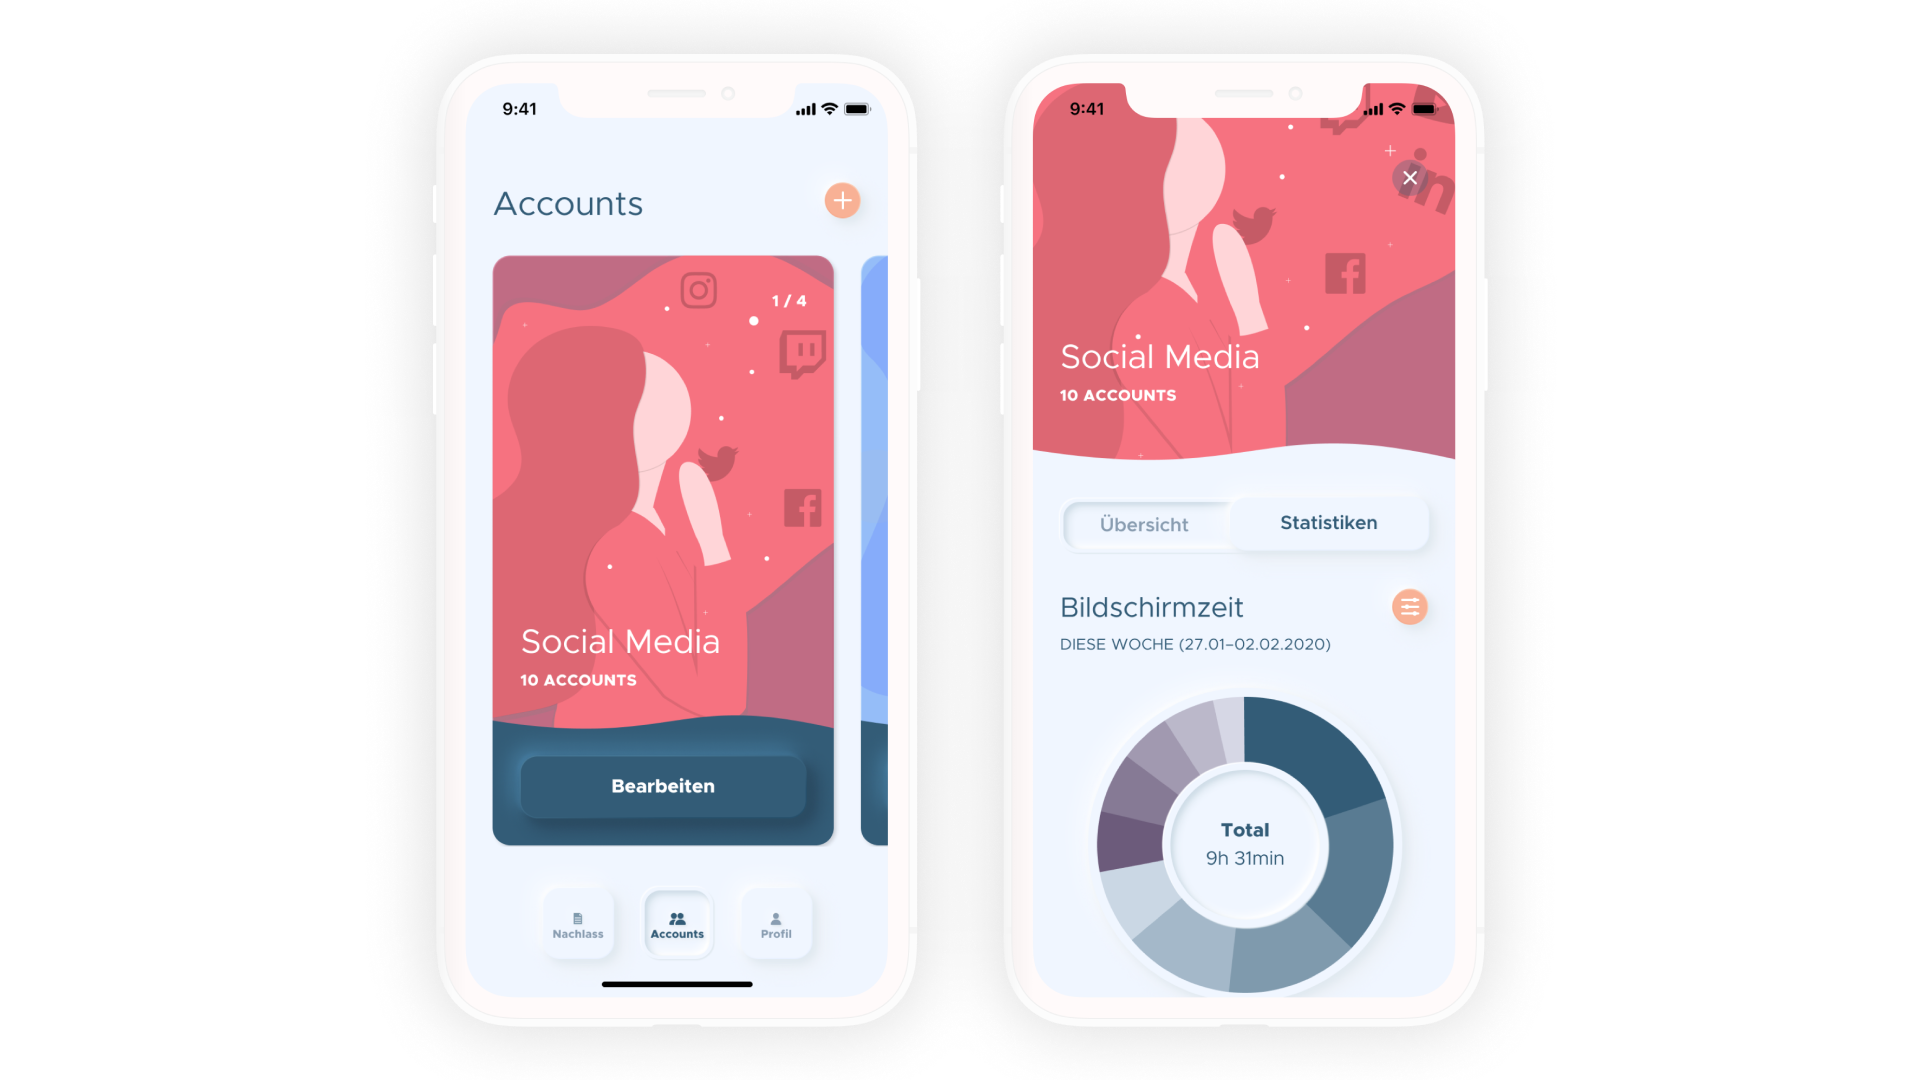 9:41
Accounts
1 / 4
Social Media
10 ACCOUNTS
Bearbeiten
Nachlass
Accounts
Profil
9:41
in
Social Media
10 ACCOUNTS
Übersicht
Statistiken
Bildschirmzeit
DIESE WOCHE (27.01–02.02.2020)
Total
9h 31min